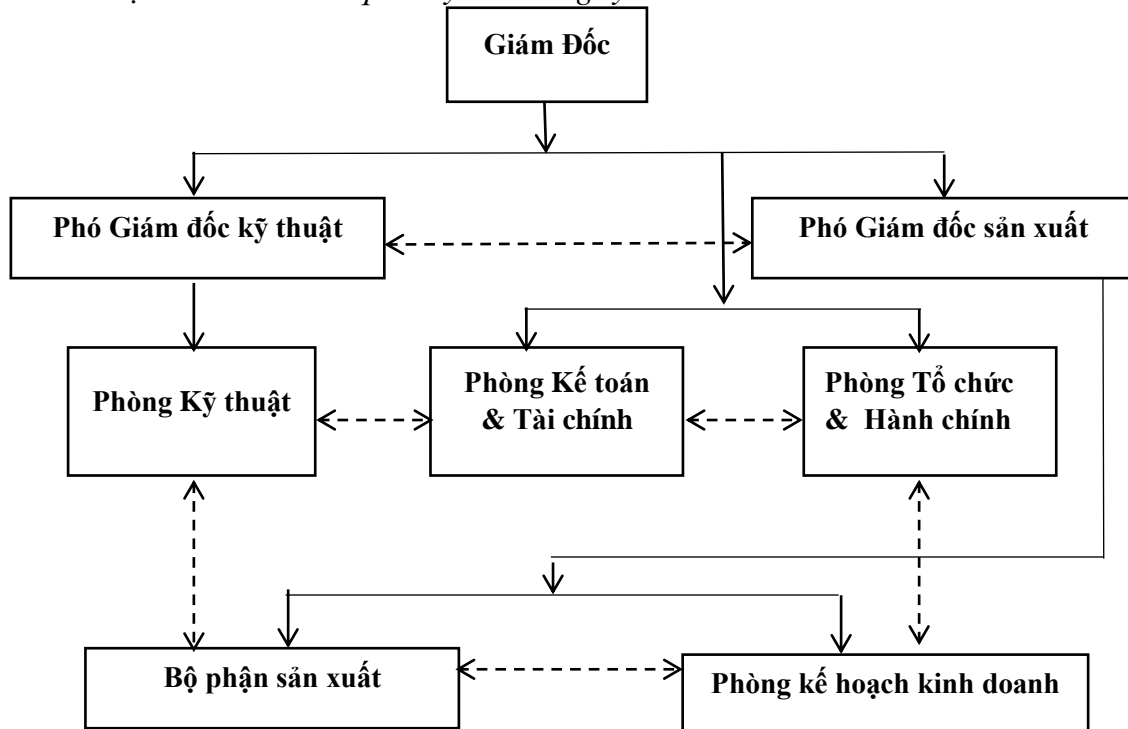 Giám Đốc
Phó Giám đốc kỹ thuật
Phó Giám đốc sản xuất
Phòng Kỹ thuật
Phòng Kế toán
& Tài chính
Phòng Tổ chức
& Hành chính
Bộ phận sản xuất
Phòng kế hoạch kinh doanh